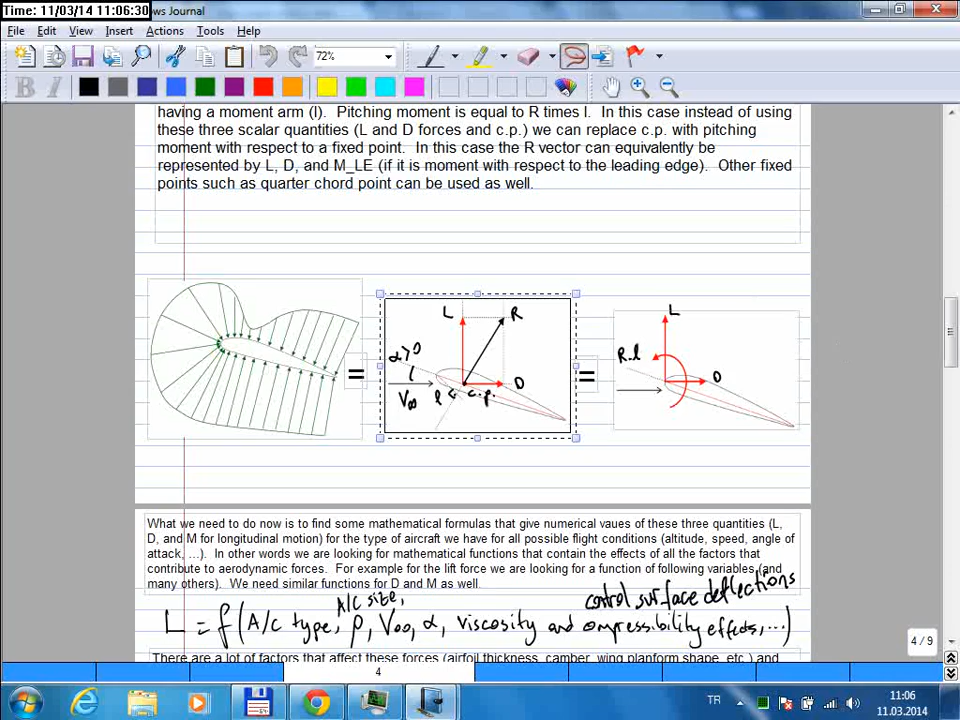 Time: 11/03/14 11:06:30
ows Journal
File Edit View Insert Actions Tools Help
72%
B I
having a moment arm (l). Pitching moment is equal to R times l. In this case instead of using
these three scalar quantities (L and D forces and c.p.) we can replace c.p. with pitching
moment with respect to a fixed point. In this case the R vector can equivalently be
represented by L, D, and M_LE (if it is moment with respect to the leading edge). Other fixed
points such as quarter chord point can be used as well.
L R
α>0
V∞ l c.p. D
= =
L
R.l
D
What we need to do now is to find some mathematical formulas that give numerical vaues of these three quantities (L,
D, and M for longitudinal motion) for the type of aircraft we have for all possible flight conditions (altitude, speed, angle of
attack, ...). In other words we are looking for mathematical functions that contain the effects of all the factors that
contribute to aerodynamic forces. For example for the lift force we are looking for a function of following variables (and
many others). We need similar functions for D and M as well.
A/C size, control surface deflections
L = f(A/C type, ρ, V∞, α, viscosity and compressibility effects, ...)
There are a lot of factors that affect these forces (airfoil thickness, camber, wing planform shape, etc.) and
4 / 9
4
TR
11:06
11.03.2014